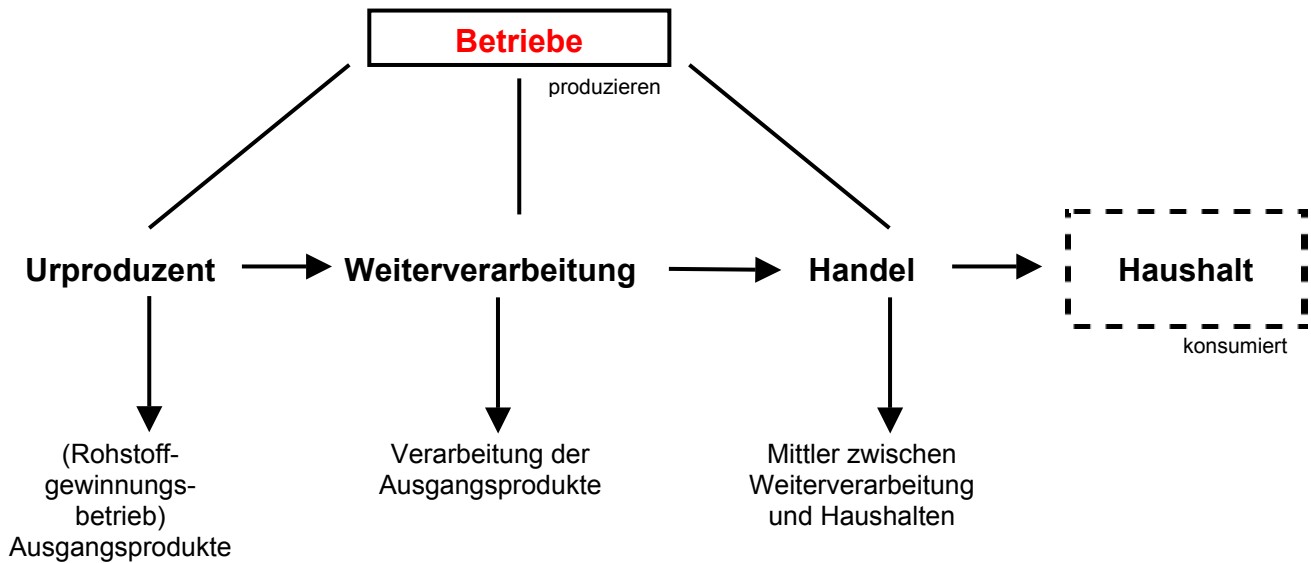 Betriebe
produzieren
Urproduzent
Weiterverarbeitung
Handel
Haushalt
konsumiert
(Rohstoff-
gewinnungs-
betrieb)
Ausgangsprodukte
Verarbeitung der
Ausgangsprodukte
Mittler zwischen
Weiterverarbeitung
und Haushalten